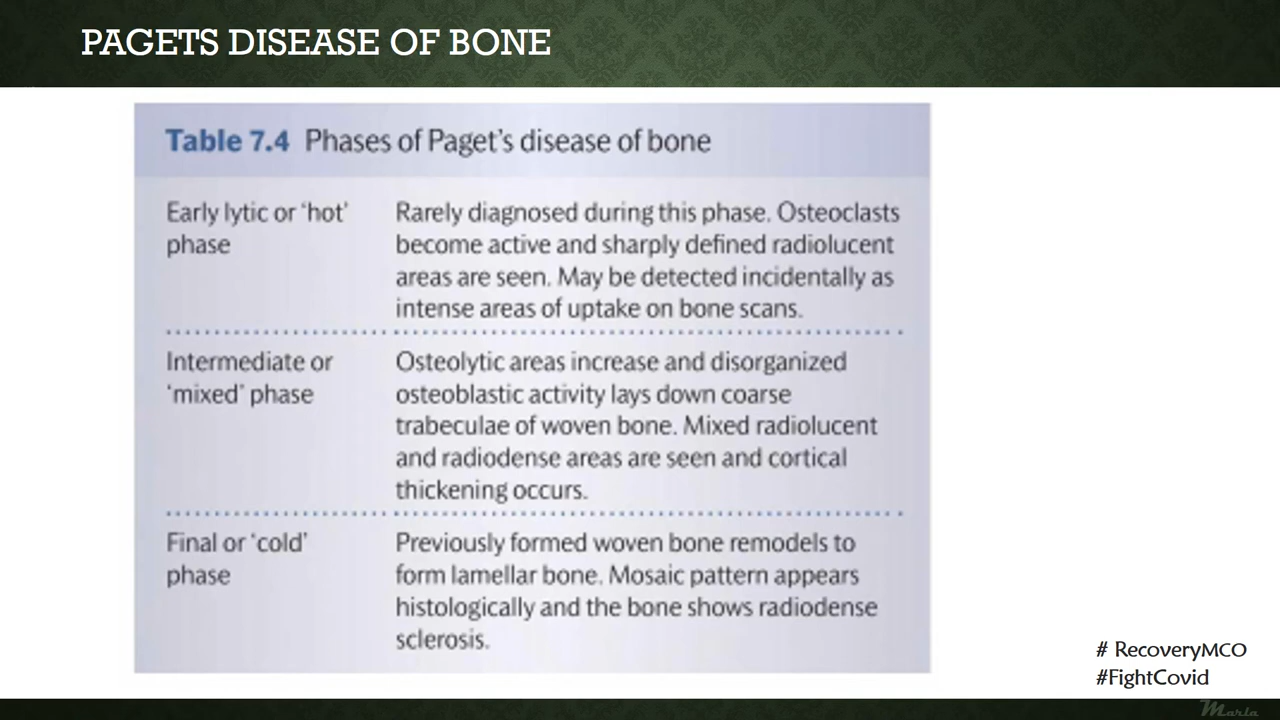 PAGETS DISEASE OF BONE
Table 7.4 Phases of Paget's disease of bone
Early lytic or 'hot'
phase
Rarely diagnosed during this phase. Osteoclasts
become active and sharply defined radiolucent
areas are seen. May be detected incidentally as
intense areas of uptake on bone scans.
Intermediate or
'mixed' phase
Osteolytic areas increase and disorganized
osteoblastic activity lays down coarse
trabeculae of woven bone. Mixed radiolucent
and radiodense areas are seen and cortical
thickening occurs.
Final or 'cold'
phase
Previously formed woven bone remodels to
form lamellar bone. Mosaic pattern appears
histologically and the bone shows radiodense
sclerosis.
# RecoveryMCO
#FightCovid
Marla